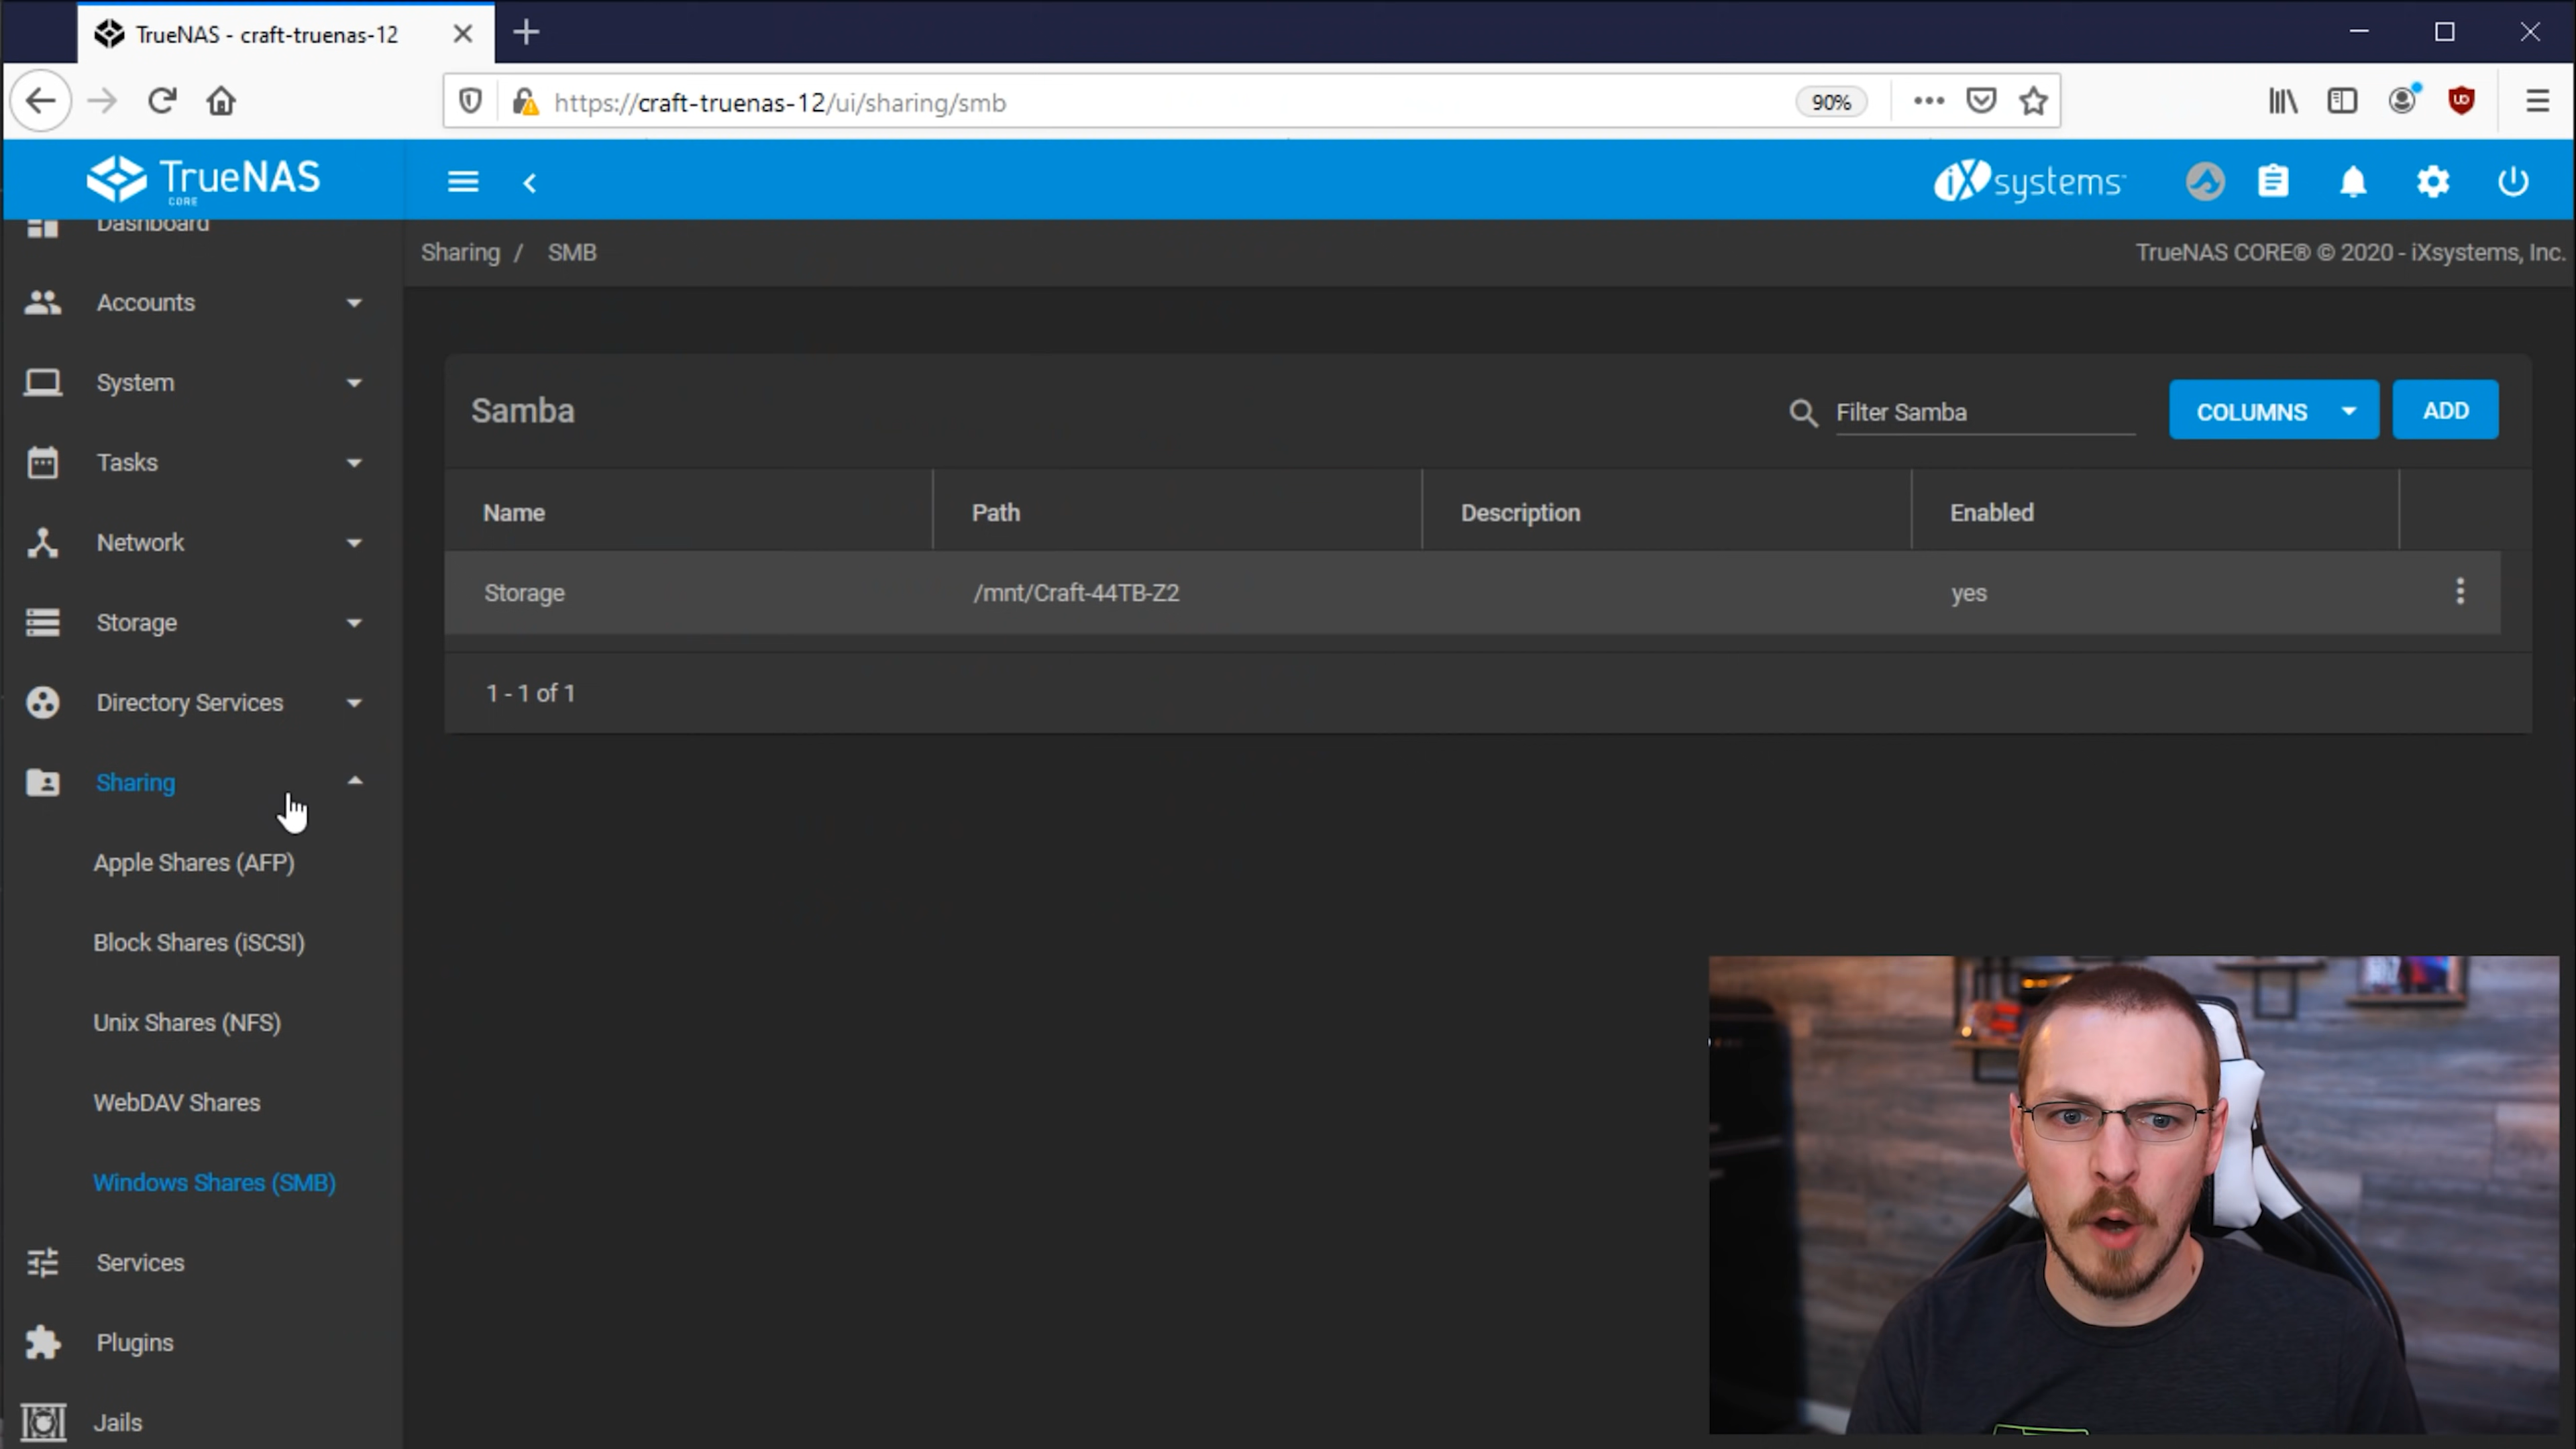 TrueNAS - craft-truenas-12
https://craft-truenas-12/ui/sharing/smb
90%
TrueNAS
CORE
iXsystems
Dashboard
Accounts
System
Tasks
Network
Storage
Directory Services
Sharing
Apple Shares (AFP)
Block Shares (iSCSI)
Unix Shares (NFS)
WebDAV Shares
Windows Shares (SMB)
Services
Plugins
Jails
Sharing / SMB
TrueNAS CORE® © 2020 - iXsystems, Inc.
Samba
Filter Samba
COLUMNS
ADD
Name Path Description Enabled
Storage /mnt/Craft-44TB-Z2 yes
1 - 1 of 1